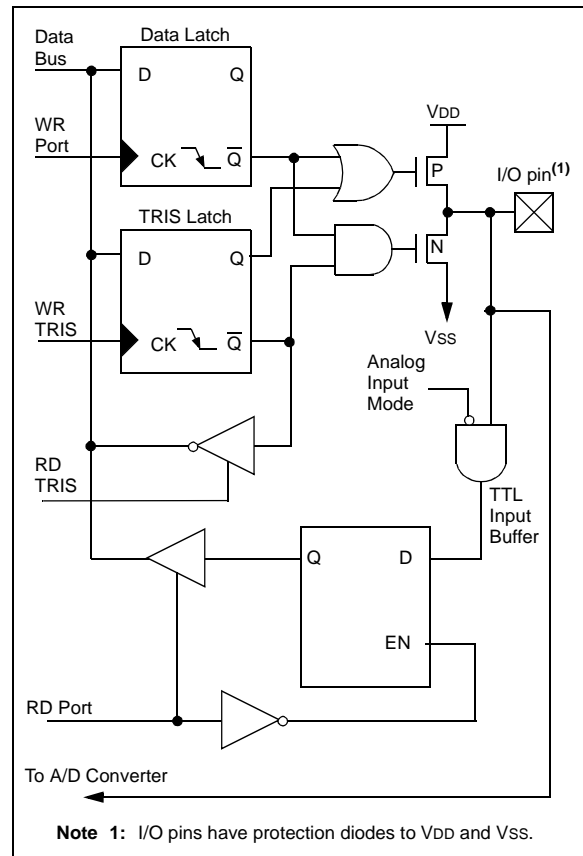 Data
Bus
Data Latch
D Q
WR
Port
CK Q
VDD
P
I/O pin(1)
TRIS Latch
D Q
N
WR
TRIS
CK Q
VSS
Analog
Input
Mode
RD
TRIS
TTL
Input
Buffer
Q D
EN
RD Port
To A/D Converter
Note 1: I/O pins have protection diodes to VDD and VSS.